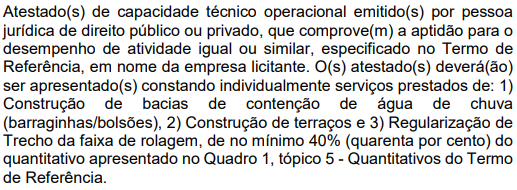 Atestado(s) de capacidade técnico operacional emitido(s) por pessoa
jurídica de direito público ou privado, que comprove(m) a aptidão para o
desempenho de atividade igual ou similar, especificado no Termo de
Referência, em nome da empresa licitante. O(s) atestado(s) deverá(ão)
ser apresentado(s) constando individualmente serviços prestados de: 1)
Construção de bacias de contenção de água de chuva
(barraginhas/bolsões), 2) Construção de terraços e 3) Regularização de
Trecho da faixa de rolagem, de no mínimo 40% (quarenta por cento) do
quantitativo apresentado no Quadro 1, tópico 5 - Quantitativos do Termo
de Referência.